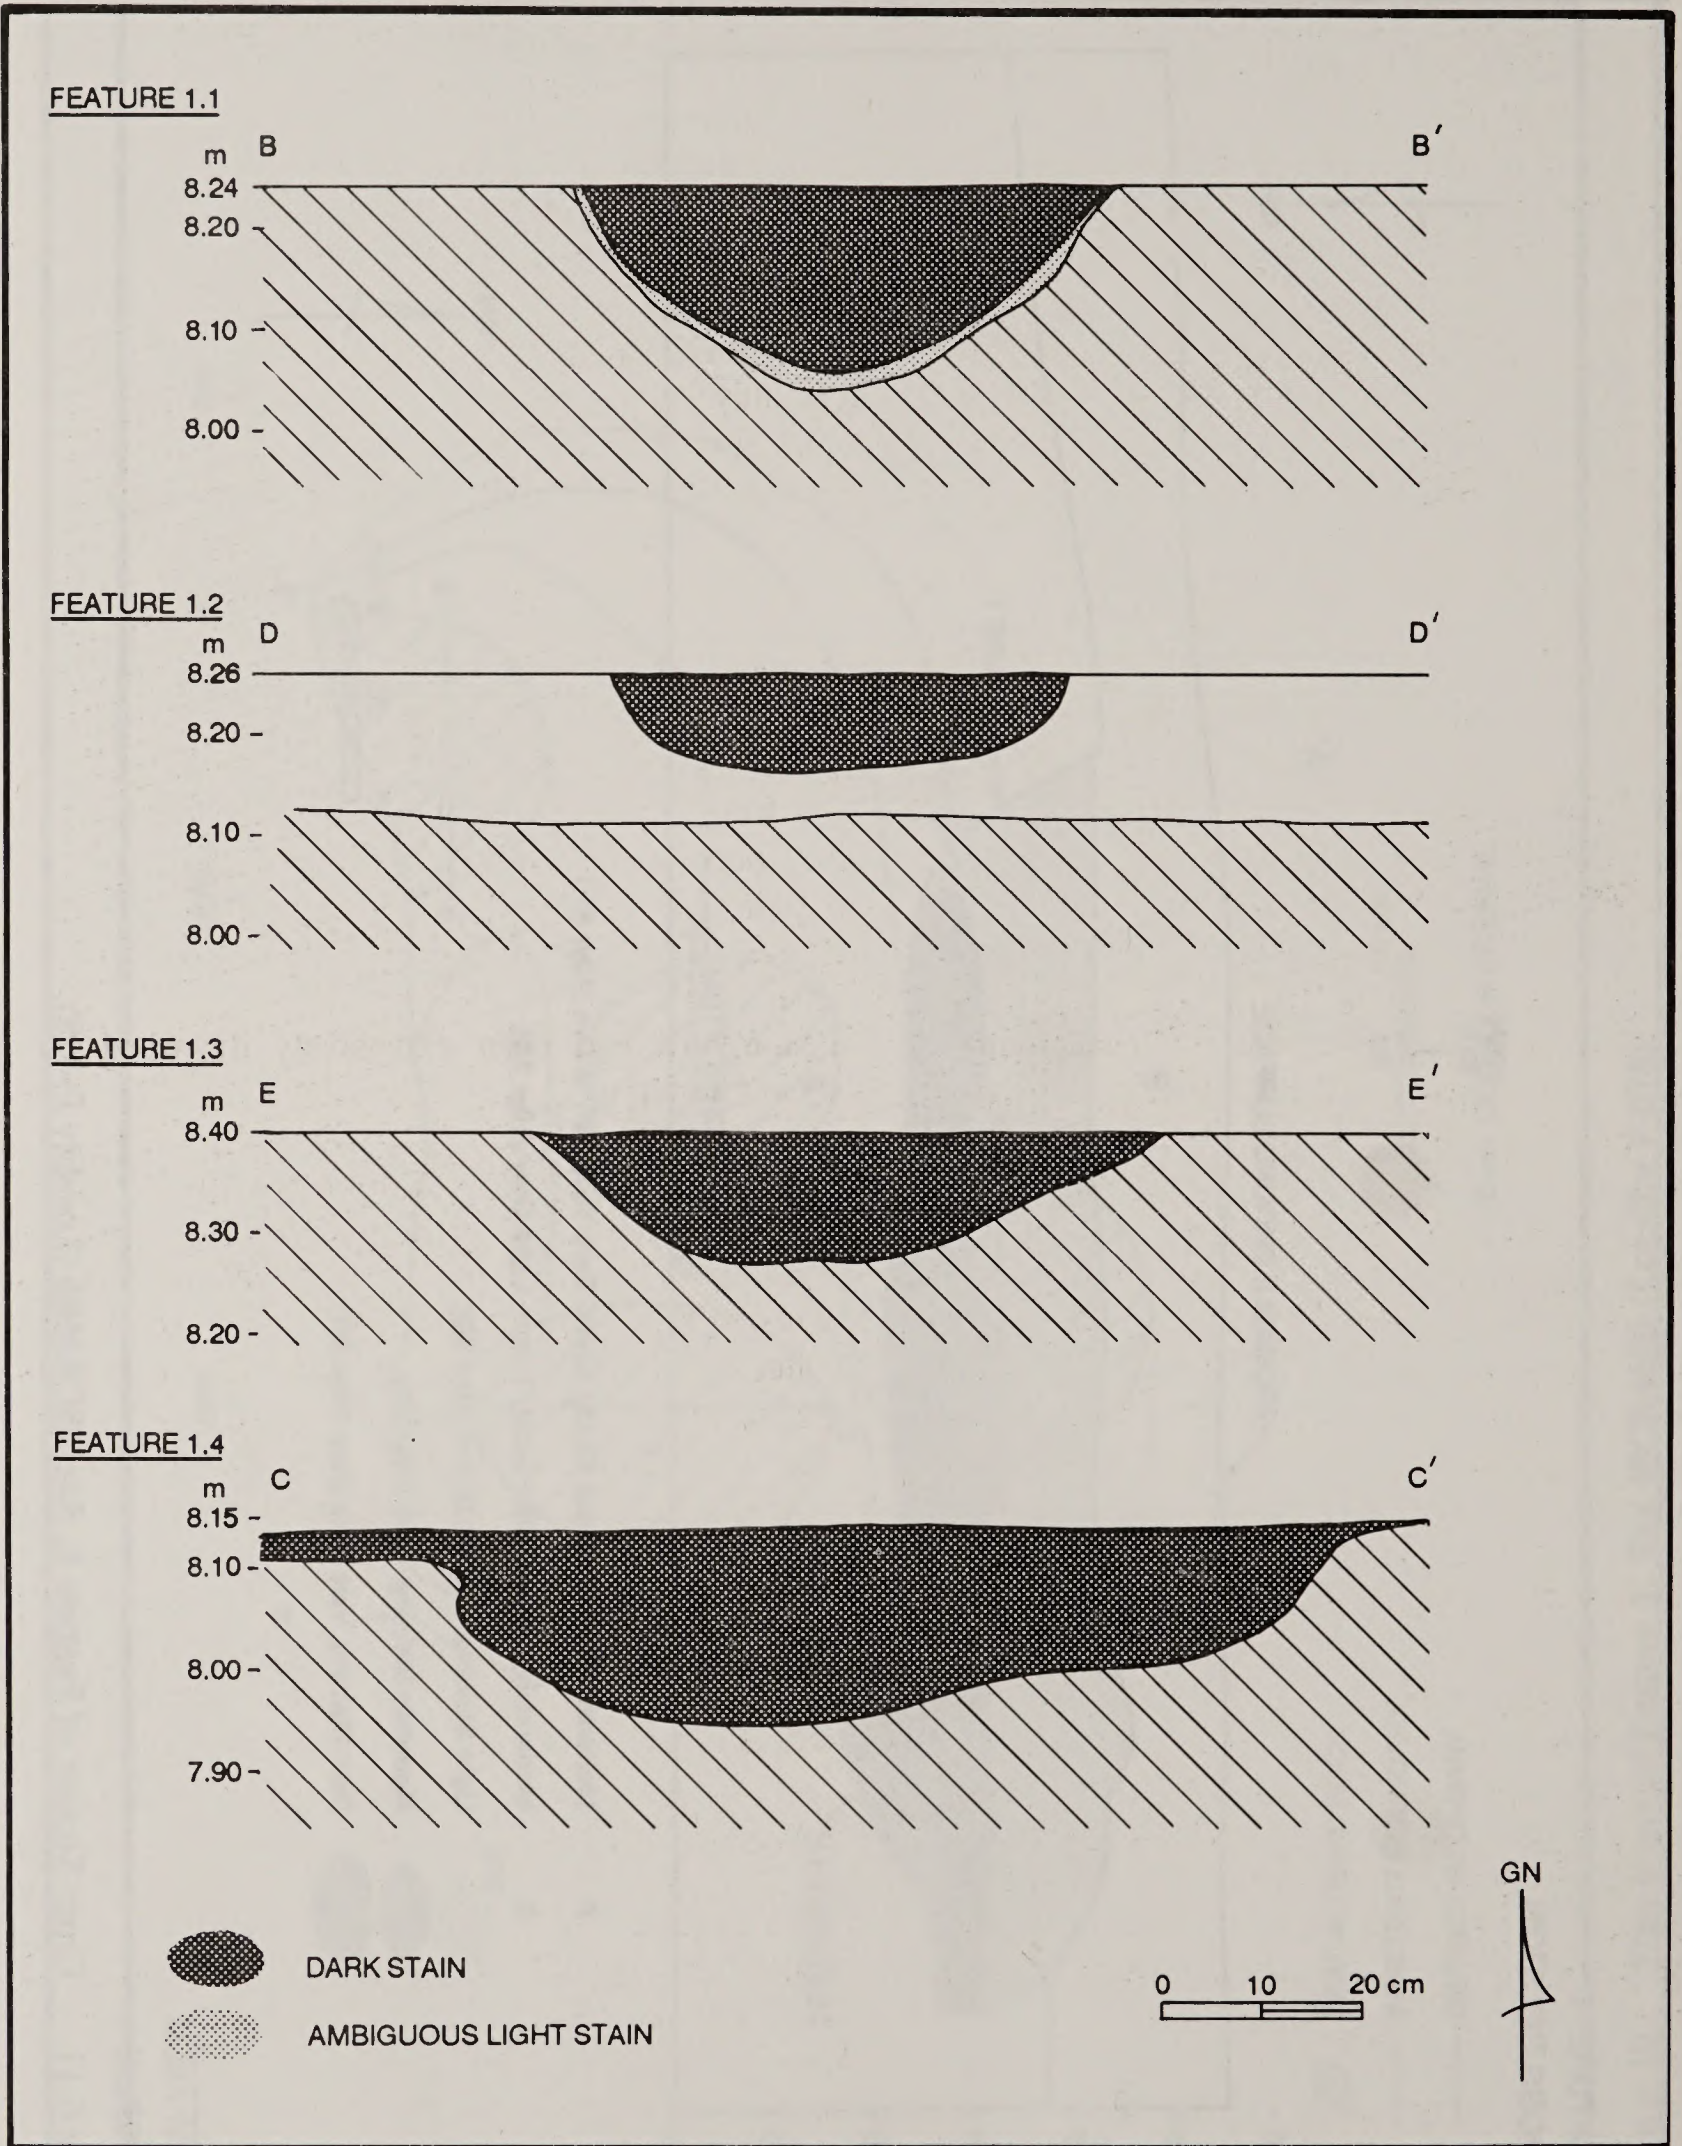 FEATURE 1.1
m B B′
8.24
8.20
8.10
8.00
FEATURE 1.2
m D D′
8.26
8.20
8.10
8.00
FEATURE 1.3
m E E′
8.40
8.30
8.20
FEATURE 1.4
m C C′
8.15
8.10
8.00
7.90
GN
DARK STAIN
0 10 20 cm
AMBIGUOUS LIGHT STAIN